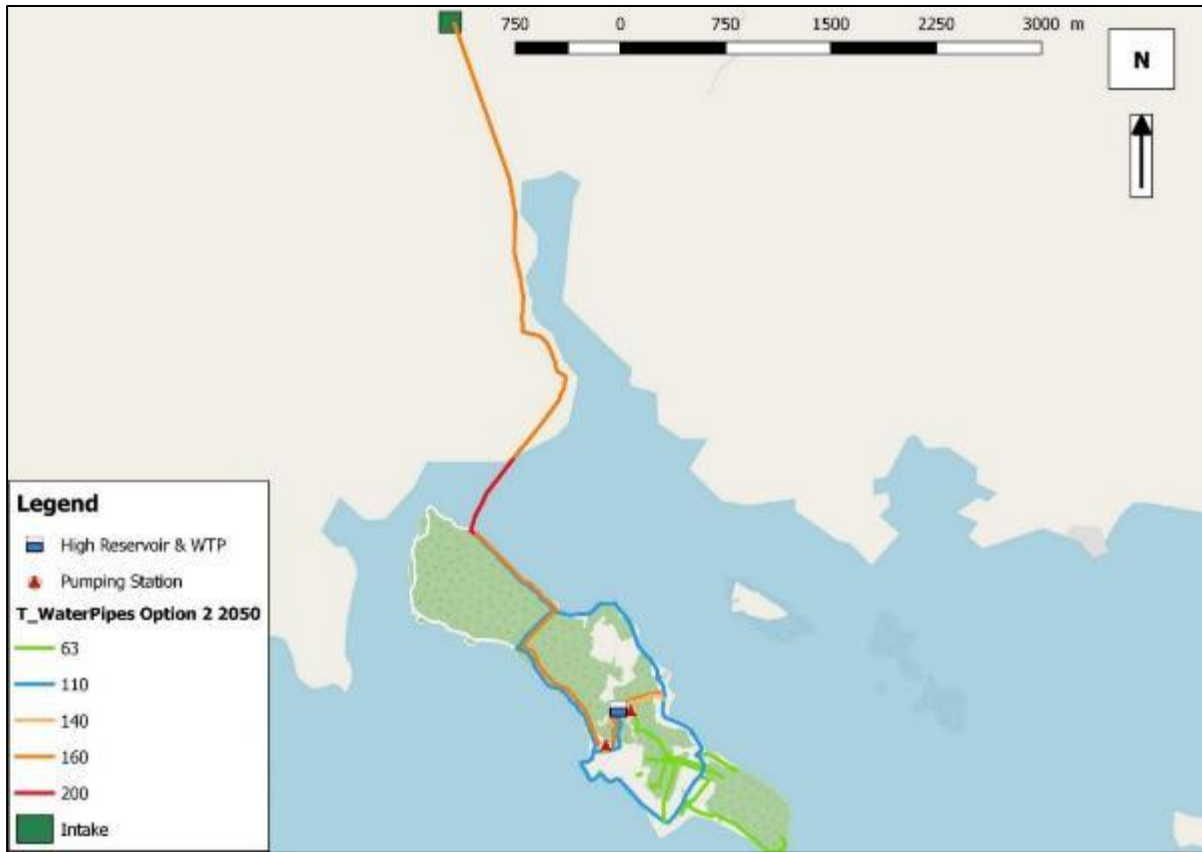 750 0 750 1500 2250 3000 m
N
Legend
High Reservoir & WTP
Pumping Station
T_WaterPipes Option 2 2050
63
110
140
160
200
Intake